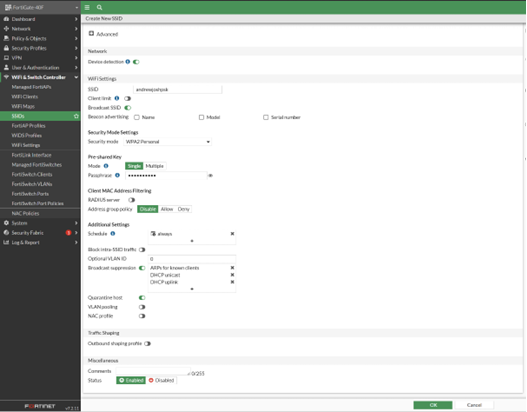 FortiGate 40F
Dashboard
Network
Policy & Objects
Security Profiles
VPN
User & Authentication
WiFi & Switch Controller
Managed FortiAPs
WiFi Clients
WiFi Maps
SSIDs
FortiAP Profiles
WIDS Profiles
WiFi Settings
FortiLink Interface
Managed FortiSwitches
FortiSwitch Clients
FortiSwitch VLANs
FortiSwitch Ports
FortiSwitch Port Policies
NAC Policies
System
Security Fabric
Log & Report
FORTINET
Create New SSID
Advanced
Network
Device detection
WiFi Settings
SSID
Client limit
Broadcast SSID
Beacon advertising Name Model Serial number
Security Mode Settings
Security mode WPA2 Personal
Pre-shared Key
Mode Single Multiple
Passphrase ••••••••••
Client MAC Address Filtering
RADIUS server
Address group policy Disable Allow Deny
Additional Settings
Schedule always
Block intra-SSID traffic
Optional VLAN ID 0
Broadcast suppression ARPs for known clients
DHCP unicast
DHCP uplink
Quarantine host
VLAN pooling
NAC profile
Traffic Shaping
Outbound shaping profile
Miscellaneous
Comments 0/255
Status Enabled Disabled
OK Cancel